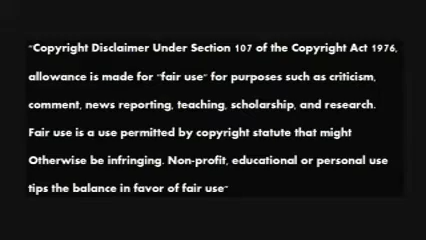 "Copyright Disclaimer Under Section 107 of the Copyright Act 1976,
allowance is made for "fair use" for purposes such as criticism,
comment, news reporting, teaching, scholarship, and research.
Fair use is a use permitted by copyright statute that might
Otherwise be infringing. Non-profit, educational or personal use
tips the balance in favor of fair use"